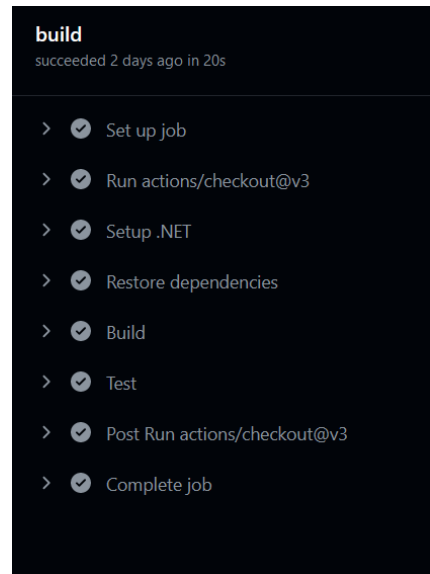 build
succeeded 2 days ago in 20s
Set up job
Run actions/checkout@v3
Setup .NET
Restore dependencies
Build
Test
Post Run actions/checkout@v3
Complete job